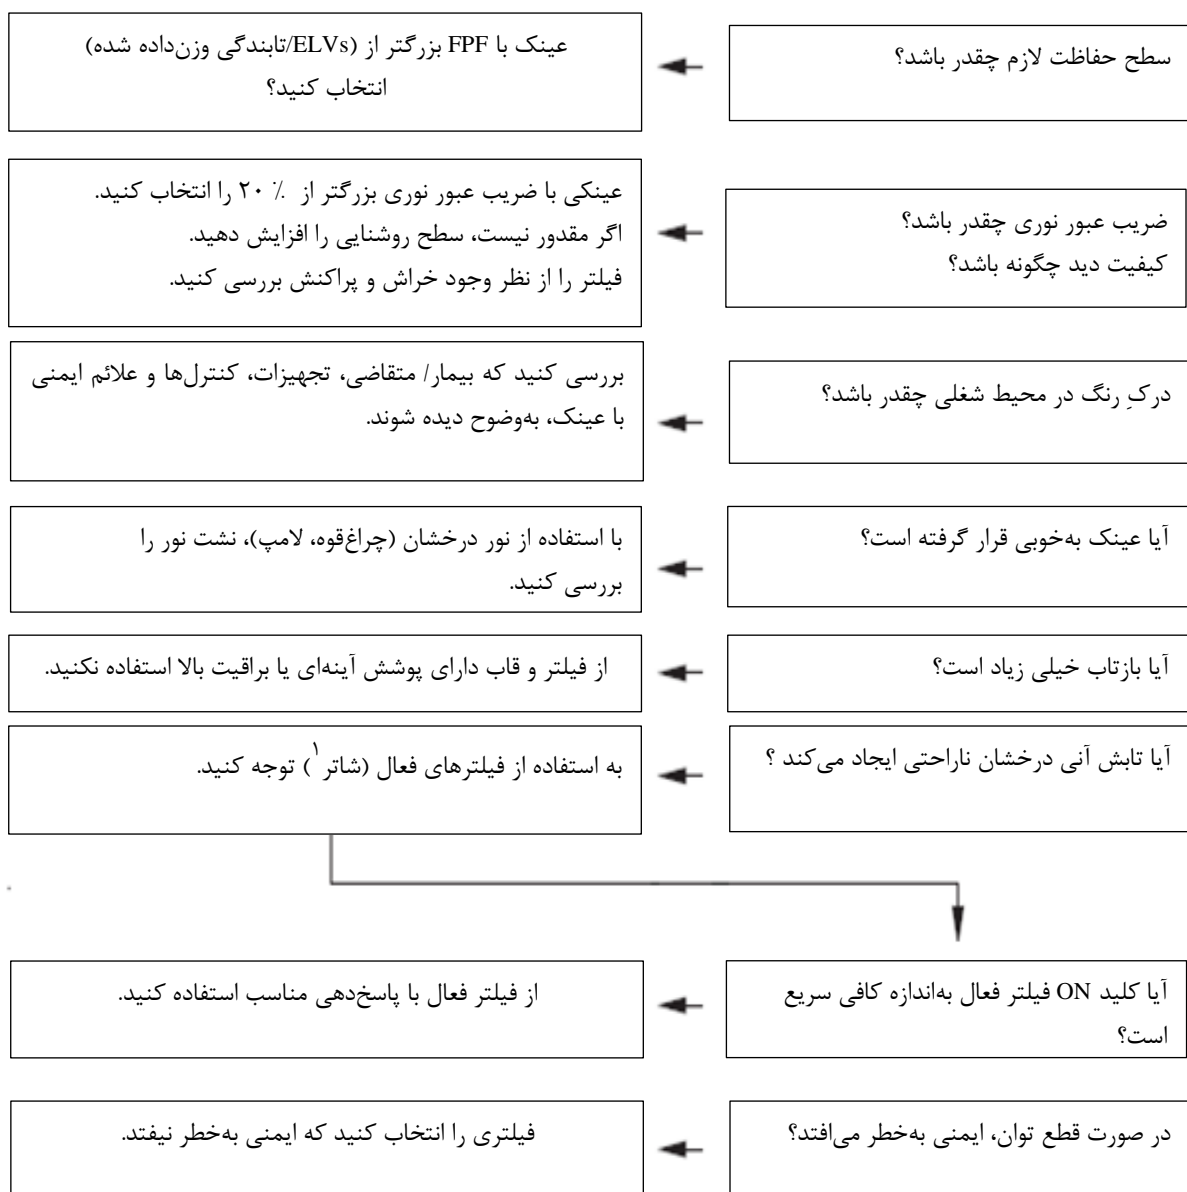 سطح حفاظت لازم چقدر باشد؟
عینک با FPF بزرگتر از (ELVs/تابندگی وزن‌داده شده)
انتخاب کنید؟
ضریب عبور نوری چقدر باشد؟
کیفیت دید چگونه باشد؟
عینکی با ضریب عبور نوری بزرگتر از ٪ ۲۰ را انتخاب کنید.
اگر مقدور نیست، سطح روشنایی را افزایش دهید.
فیلتر را از نظر وجود خراش و پراکنش بررسی کنید.
درکِ رنگ در محیط شغلی چقدر باشد؟
بررسی کنید که بیمار/ متقاضی، تجهیزات، کنترل‌ها و علائم ایمنی
با عینک، به‌وضوح دیده شوند.
آیا عینک به‌خوبی قرار گرفته است؟
با استفاده از نور درخشان (چراغ‌قوه، لامپ)، نشت نور را
بررسی کنید.
آیا بازتاب خیلی زیاد است؟
از فیلتر و قاب دارای پوشش آینه‌ای یا براقیت بالا استفاده نکنید.
آیا تابش آنی درخشان ناراحتی ایجاد می‌کند ؟
به استفاده از فیلترهای فعال (شاتر۱) توجه کنید.
آیا کلید ON فیلتر فعال به‌اندازه کافی سریع
است؟
از فیلتر فعال با پاسخ‌دهی مناسب استفاده کنید.
در صورت قطع توان، ایمنی به‌خطر می‌افتد؟
فیلتری را انتخاب کنید که ایمنی به‌خطر نیفتد.